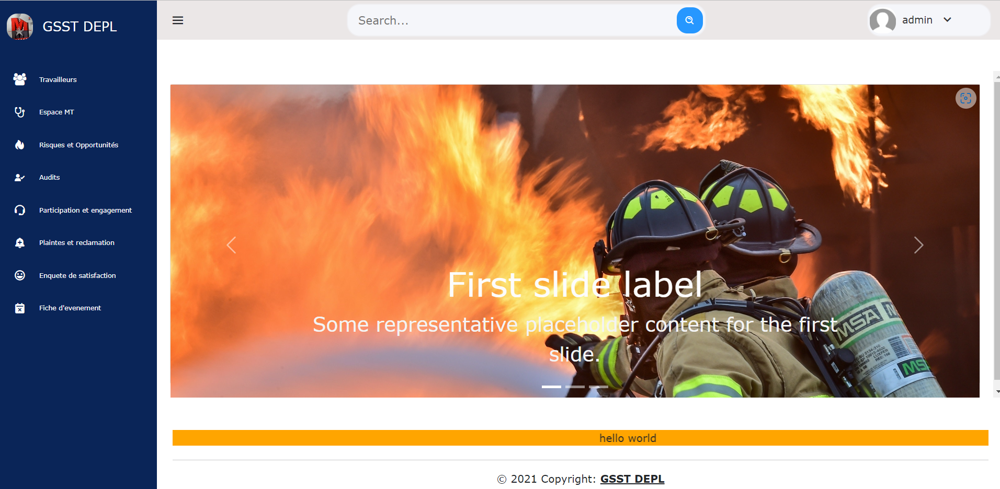 GSST DEPL
Search...
admin
Travailleurs
Espace MT
Risques et Opportunités
Audits
Participation et engagement
Plaintes et reclamation
Enquete de satisfaction
Fiche d'evenement
First slide label
Some representative placeholder content for the first
slide.
MSA
MSA
hello world
© 2021 Copyright: GSST DEPL